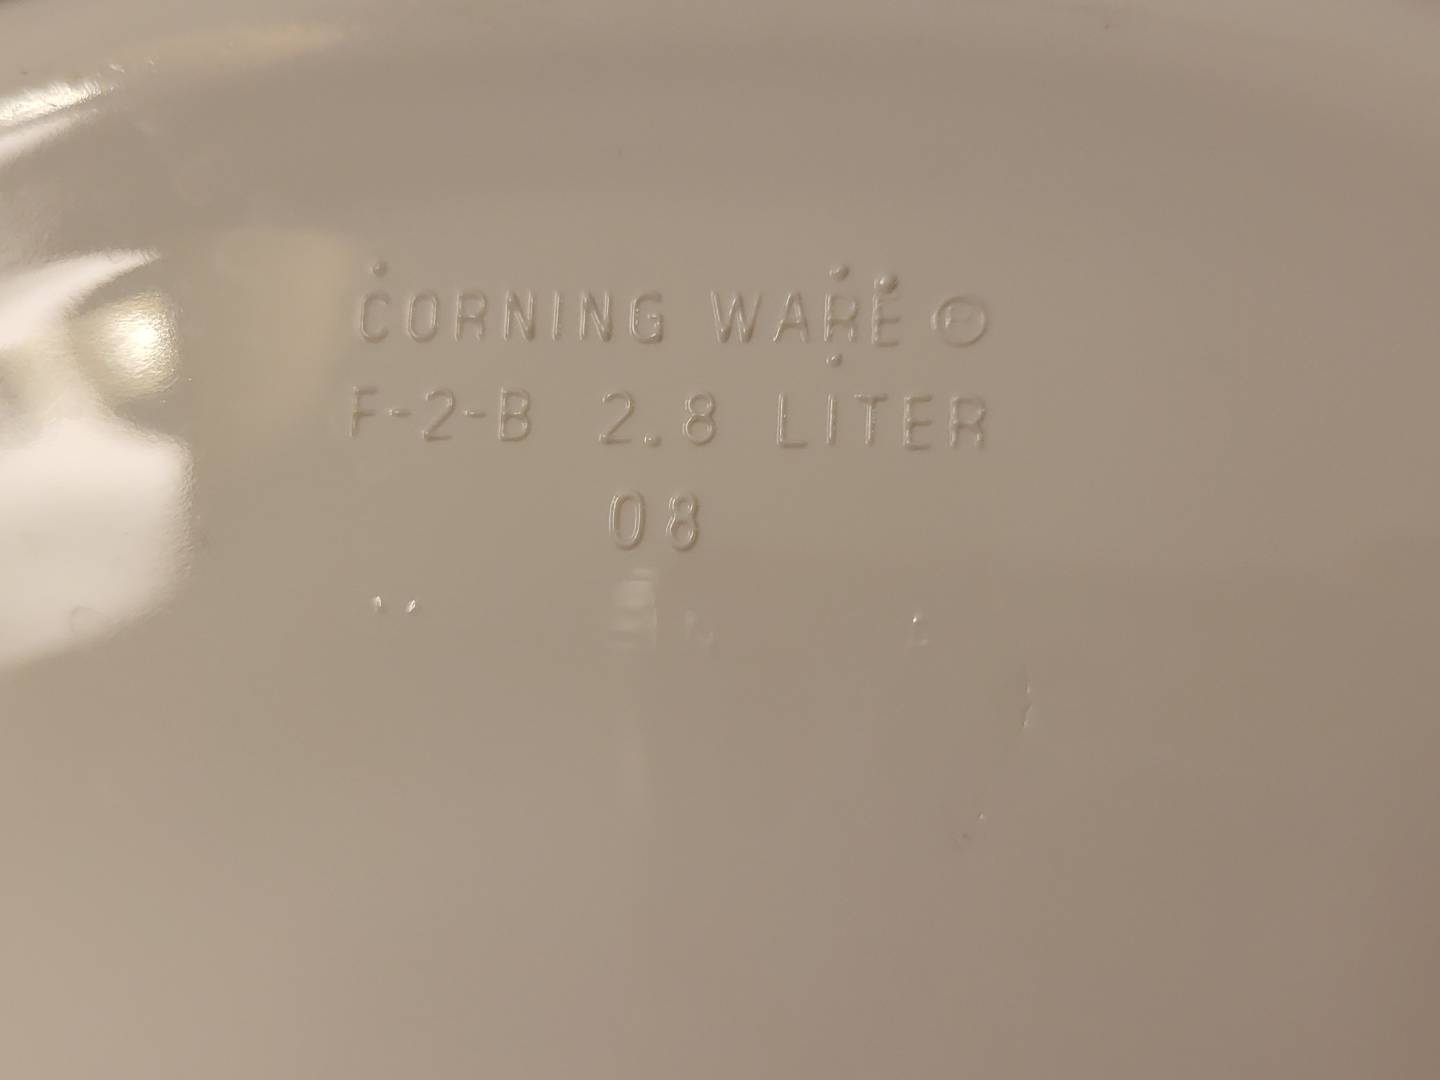 CORNING WARE ®
F-2-B 2.8 LITER
08